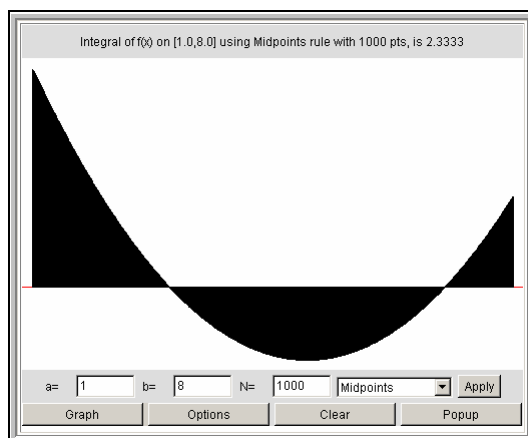 Integral of f(x) on [1.0,8.0] using Midpoints rule with 1000 pts, is 2.3333
a= 1 b= 8 N= 1000 Midpoints Apply
Graph Options Clear Popup